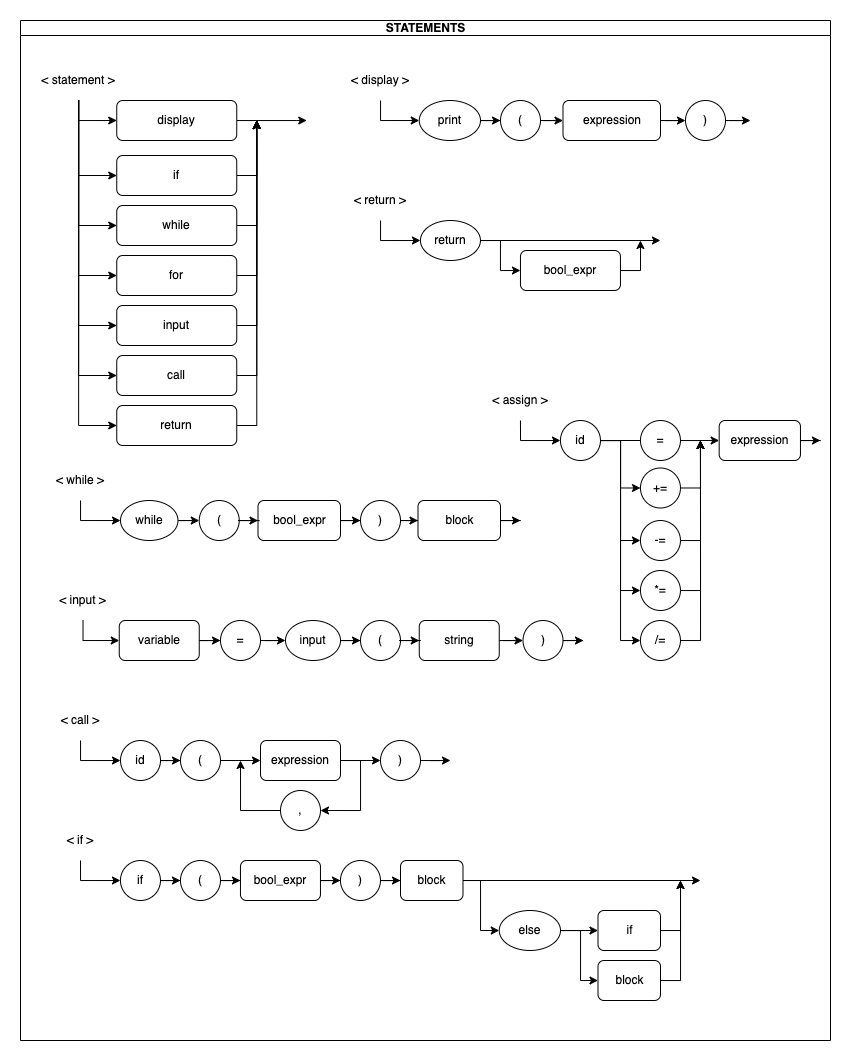 STATEMENTS
< statement >
display
if
while
for
input
call
return
< display >
print
(
expression
)
< return >
return
bool_expr
< assign >
id
=
+=
-=
*=
/=
expression
< while >
while
(
bool_expr
)
block
< input >
variable
=
input
(
string
)
< call >
id
(
expression
,
)
< if >
if
(
bool_expr
)
block
else
if
block